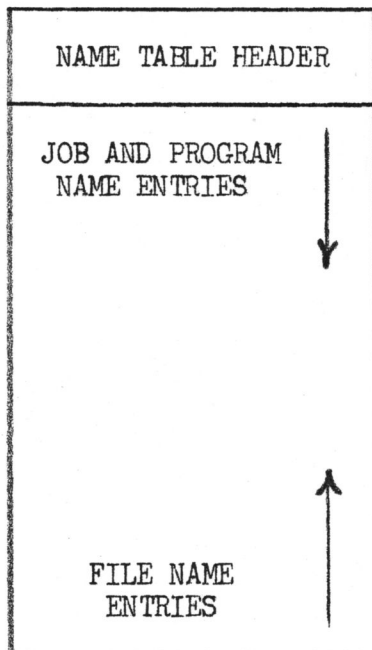 NAME TABLE HEADER
JOB AND PROGRAM
NAME ENTRIES
FILE NAME
ENTRIES